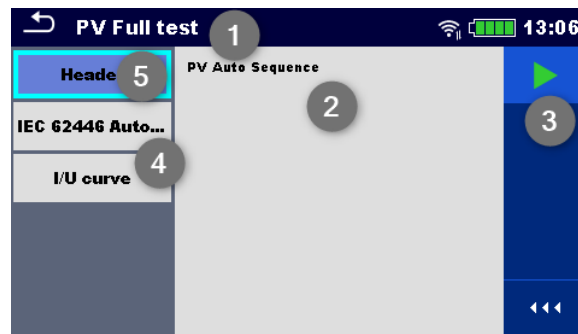 PV Full test 1 13:06
Heade 5
PV Auto Sequence
2
3
IEC 62446 Auto...
4
I/U curve